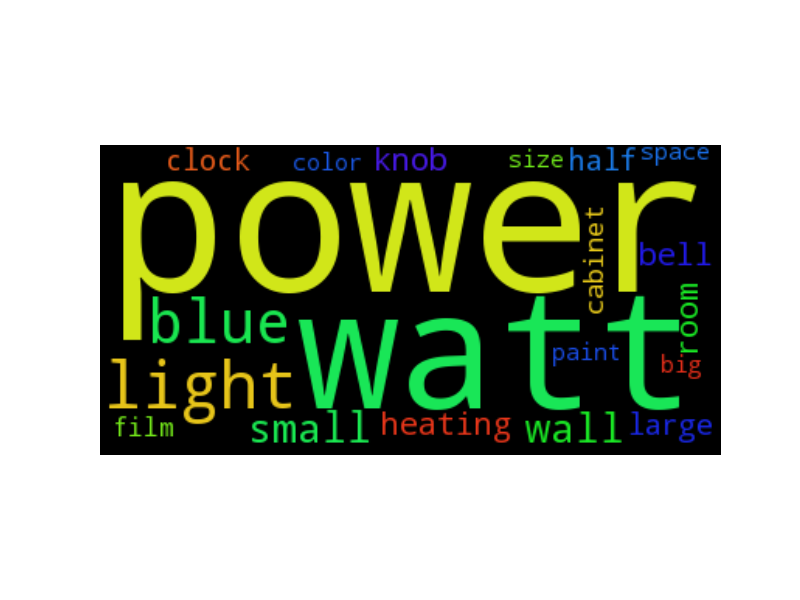 clock color knob size half space
power
cabinet
bell
blue
watt
room
paint
big
light
film small heating wall large